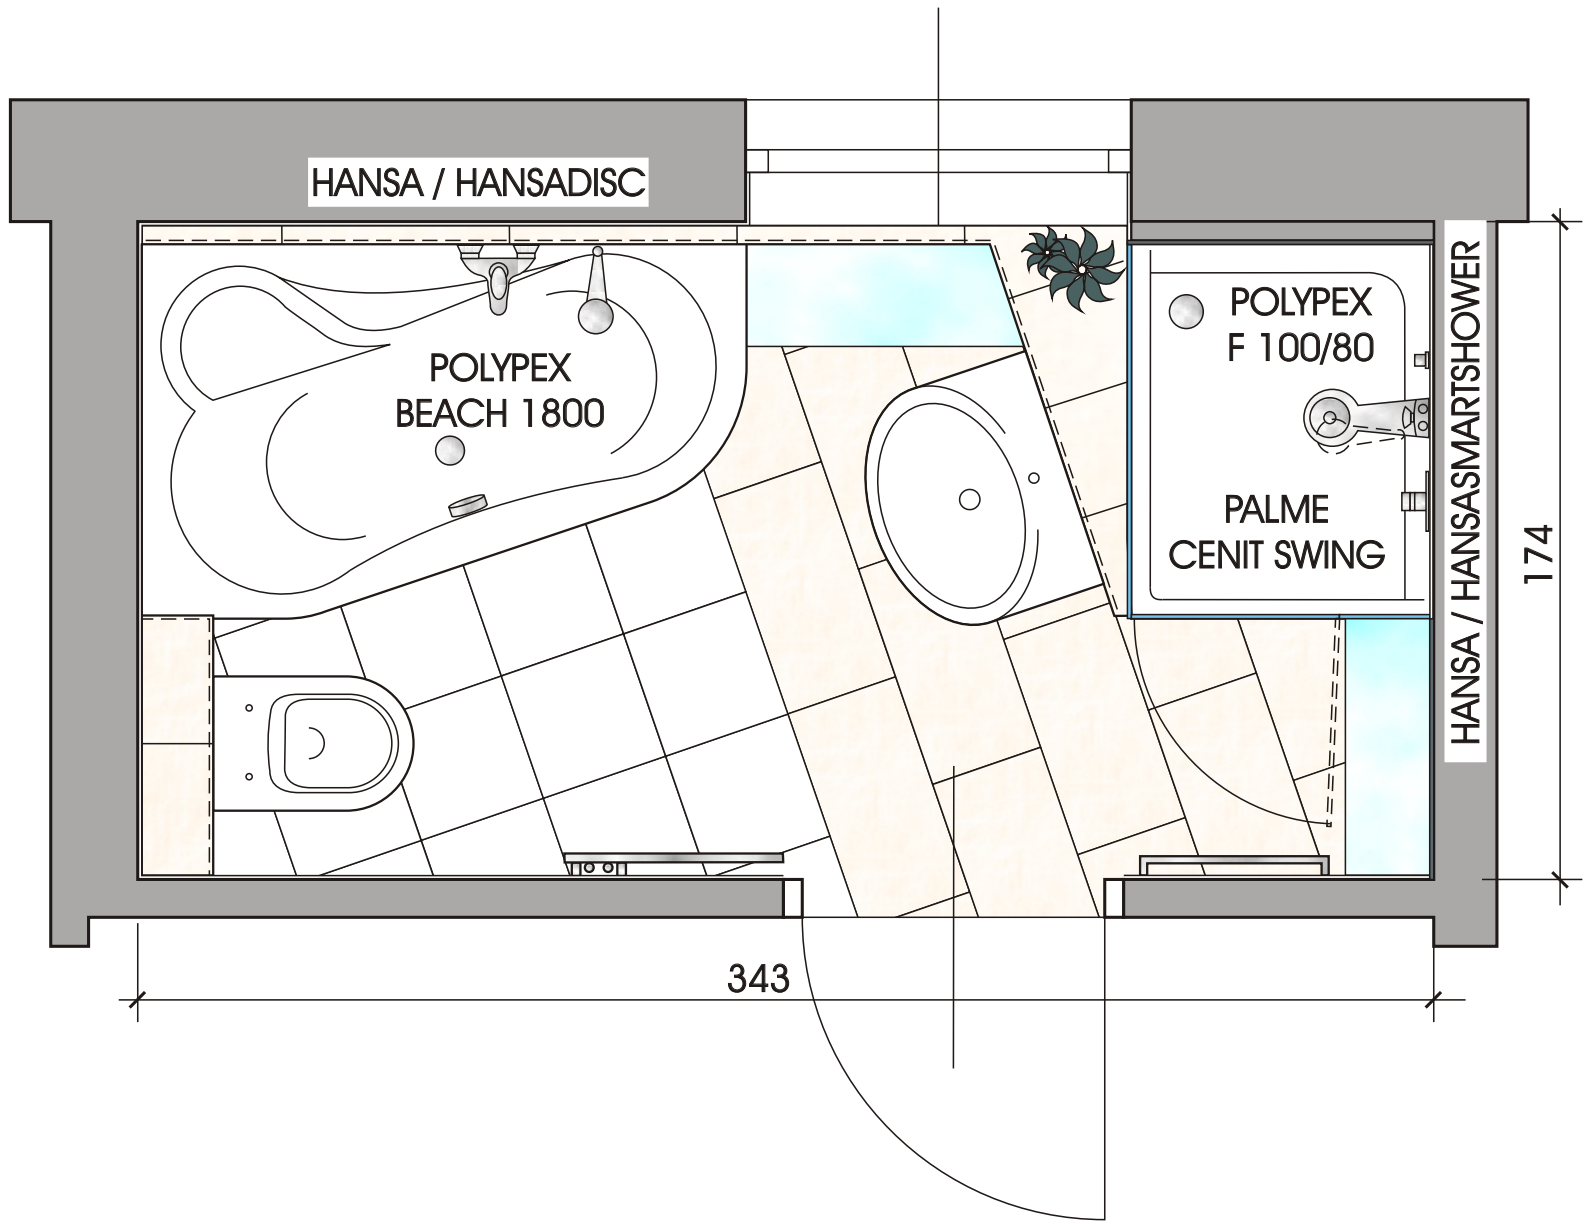 HANSA / HANSADISC
POLYPEX
BEACH 1800
POLYPEX
F 100/80
PALME
CENIT SWING
HANSA / HANSASMARTSHOWER
174
343